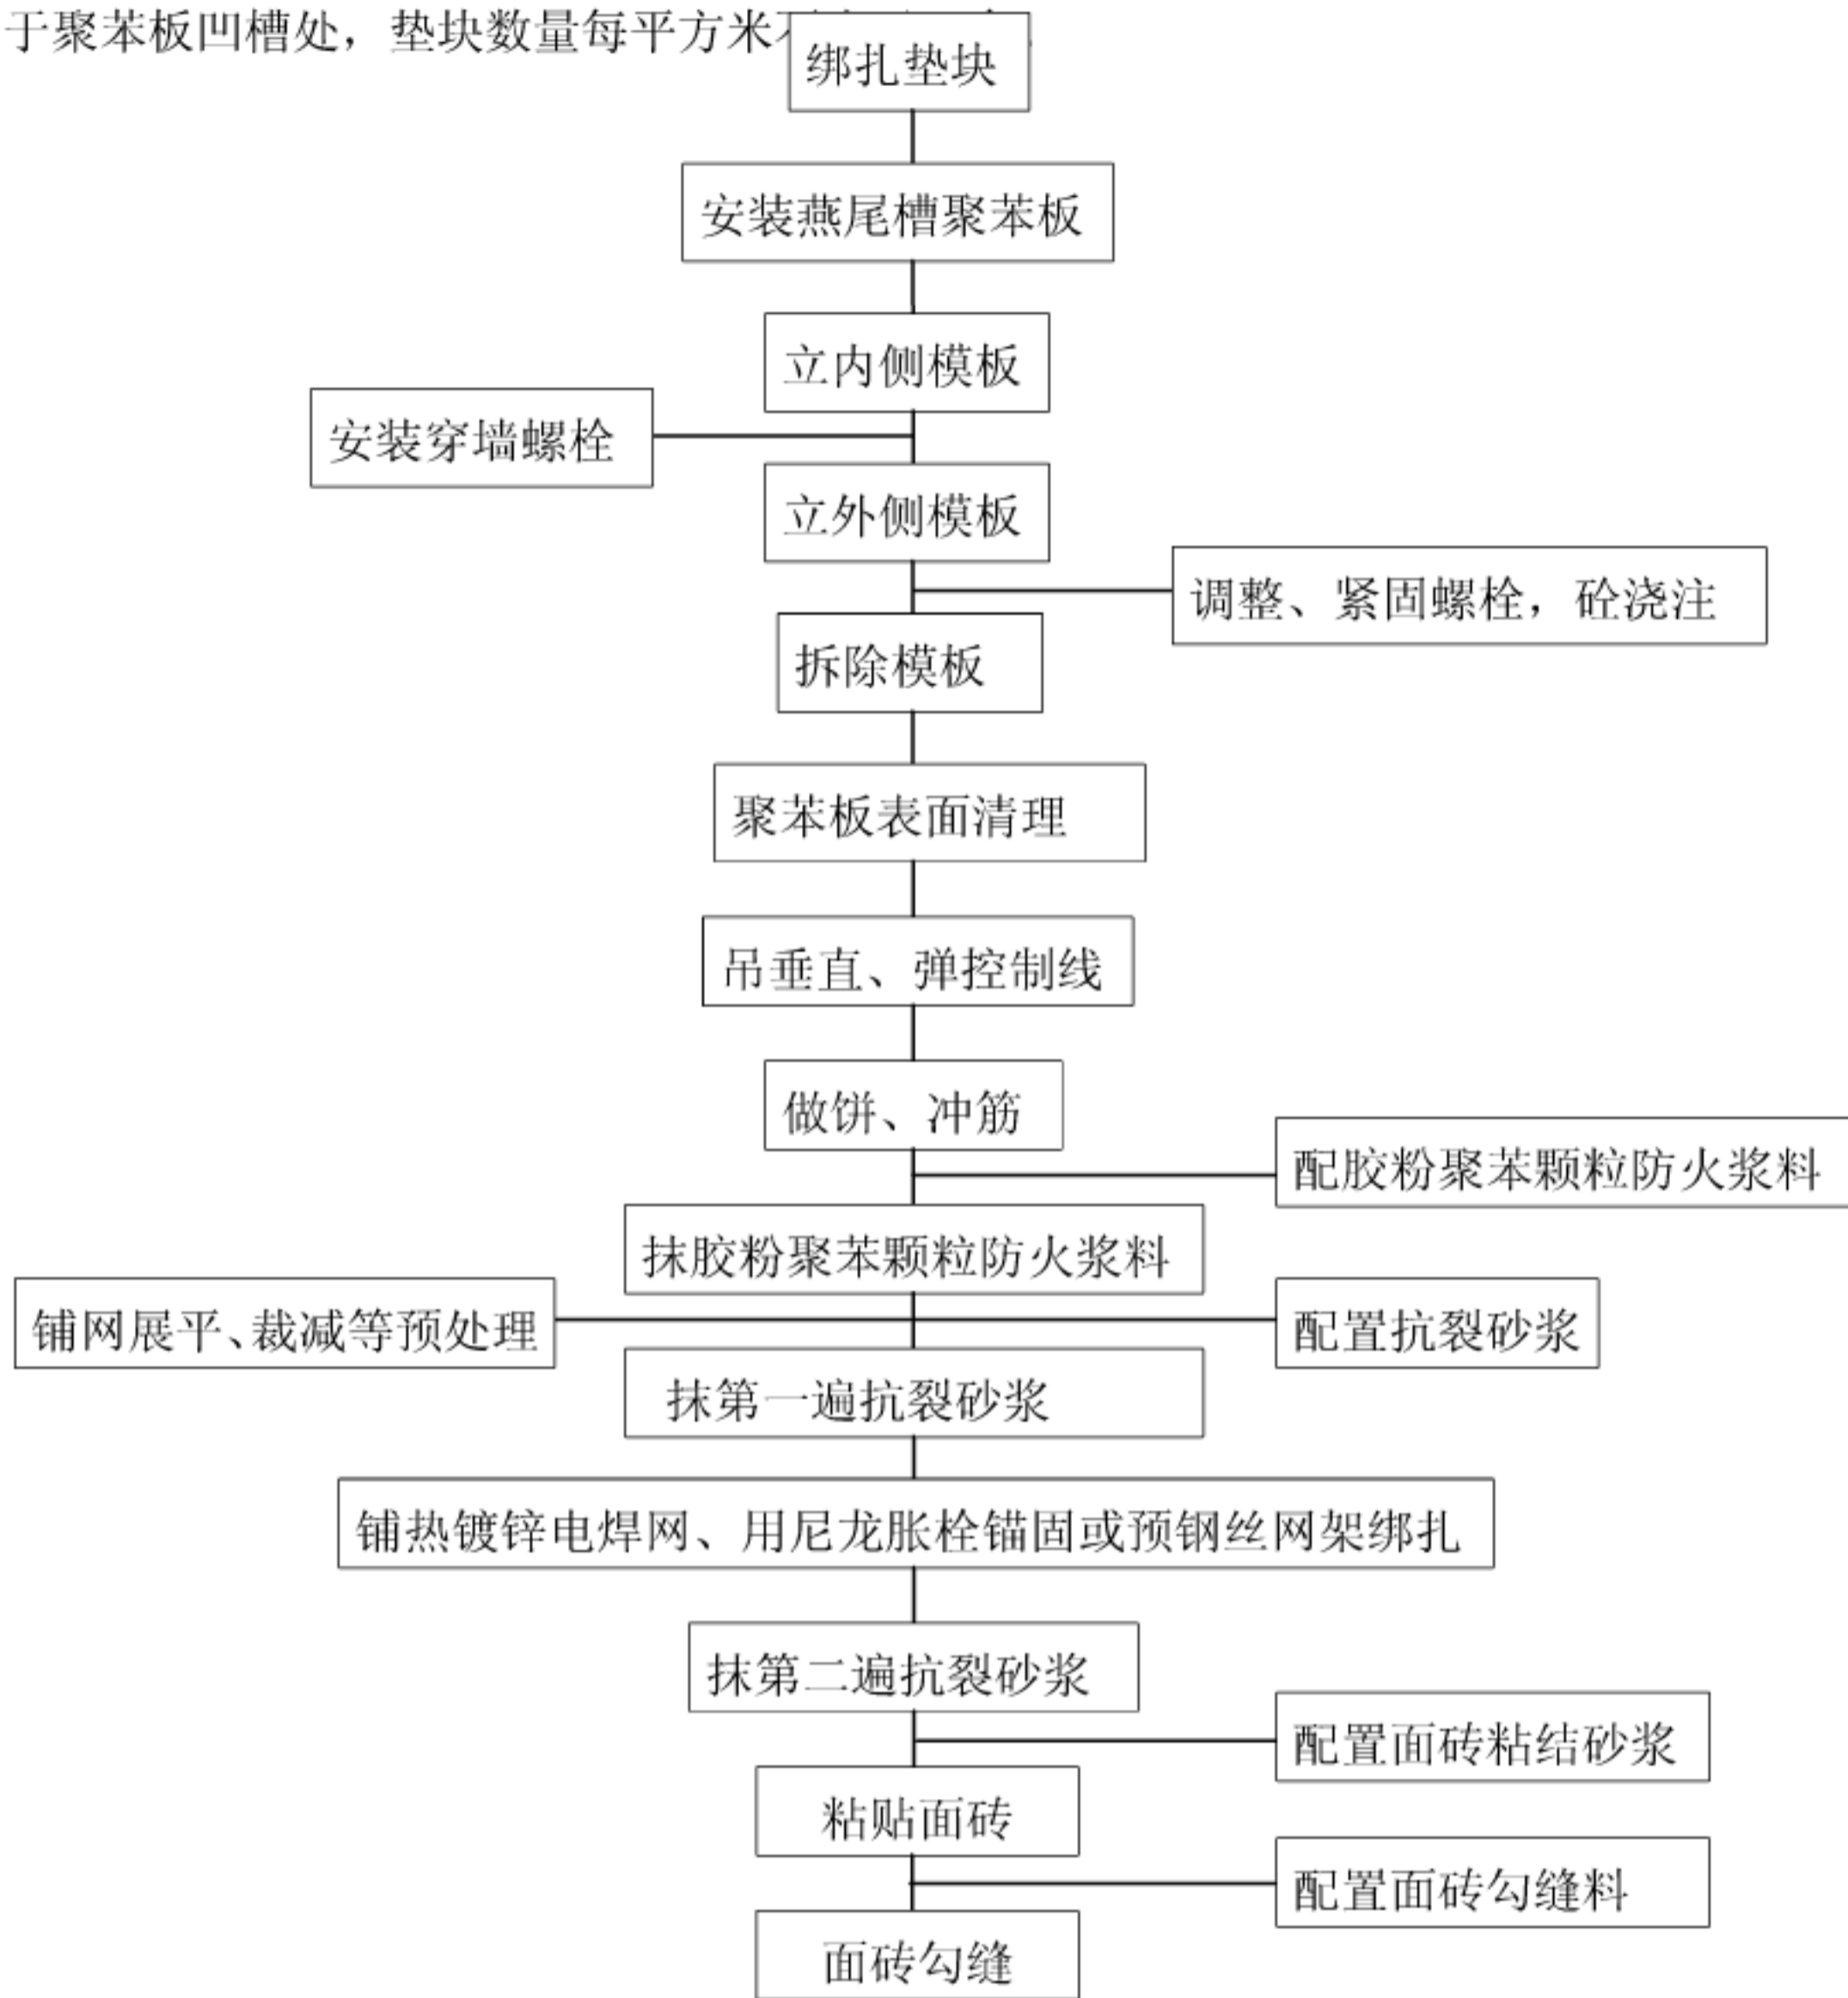 于聚苯板凹槽处，垫块数量每平方米
绑扎垫块
安装燕尾槽聚苯板
立内侧模板
安装穿墙螺栓
立外侧模板
调整、紧固螺栓，砼浇注
拆除模板
聚苯板表面清理
吊垂直、弹控制线
做饼、冲筋
配胶粉聚苯颗粒防火浆料
抹胶粉聚苯颗粒防火浆料
铺网展平、裁减等预处理
配置抗裂砂浆
抹第一遍抗裂砂浆
铺热镀锌电焊网、用尼龙胀栓锚固或预钢丝网架绑扎
抹第二遍抗裂砂浆
配置面砖粘结砂浆
粘贴面砖
配置面砖勾缝料
面砖勾缝